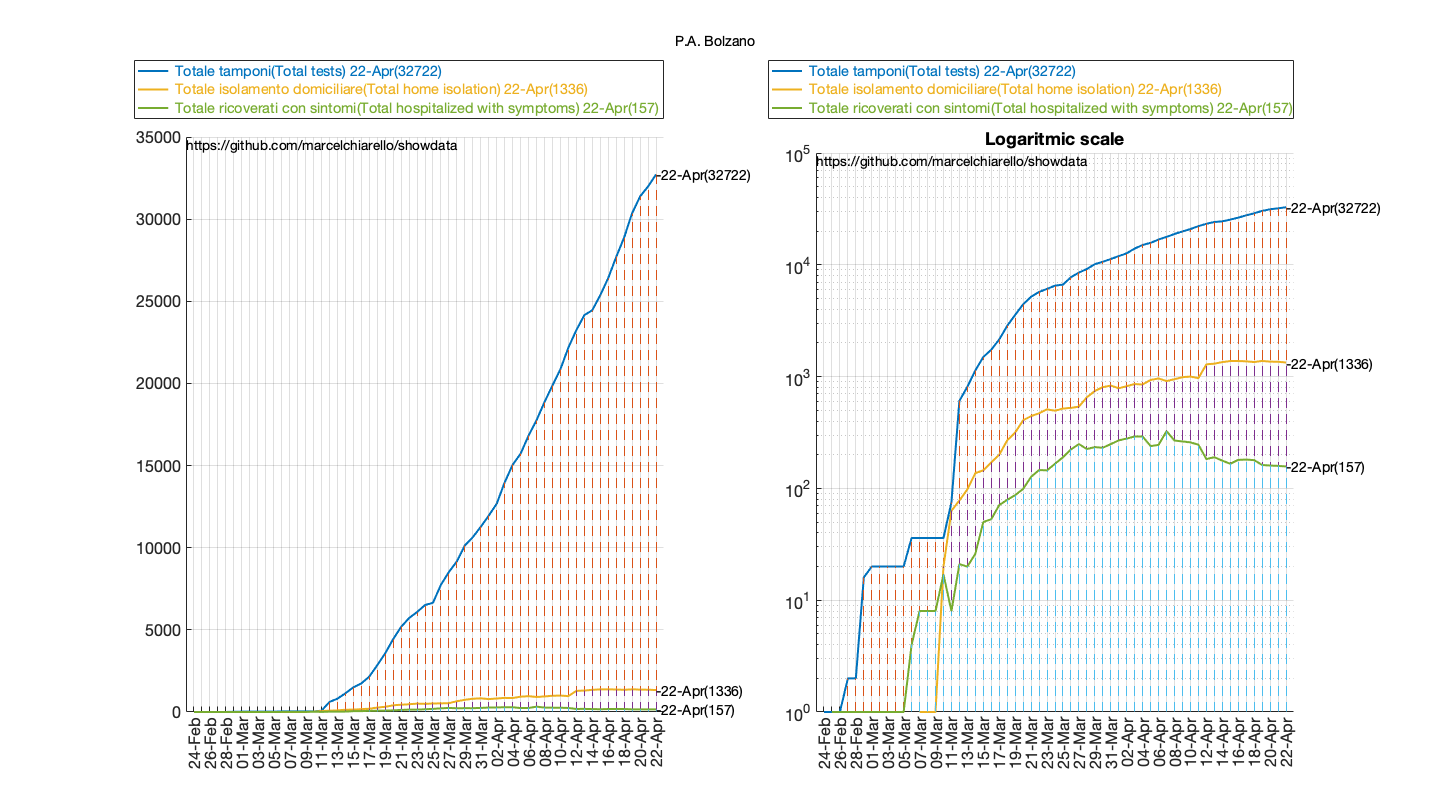 P.A. Bolzano
Totale tamponi(Total tests) 22-Apr(32722)
Totale isolamento domiciliare(Total home isolation) 22-Apr(1336)
Totale ricoverati con sintomi(Total hospitalized with symptoms) 22-Apr(157)
35000
https://github.com/marcelchiarello/showdata
30000
25000
20000
15000
10000
5000
0
22-Apr(32722)
22-Apr(1336)
22-Apr(157)
24-Feb
26-Feb
28-Feb
01-Mar
03-Mar
05-Mar
07-Mar
09-Mar
11-Mar
13-Mar
15-Mar
17-Mar
19-Mar
21-Mar
23-Mar
25-Mar
27-Mar
29-Mar
31-Mar
02-Apr
04-Apr
06-Apr
08-Apr
10-Apr
12-Apr
14-Apr
16-Apr
18-Apr
20-Apr
22-Apr
Totale tamponi(Total tests) 22-Apr(32722)
Totale isolamento domiciliare(Total home isolation) 22-Apr(1336)
Totale ricoverati con sintomi(Total hospitalized with symptoms) 22-Apr(157)
Logaritmic scale
10^5
https://github.com/marcelchiarello/showdata
10^4
10^3
10^2
10^1
10^0
22-Apr(32722)
22-Apr(1336)
22-Apr(157)
24-Feb
26-Feb
28-Feb
01-Mar
03-Mar
05-Mar
07-Mar
09-Mar
11-Mar
13-Mar
15-Mar
17-Mar
19-Mar
21-Mar
23-Mar
25-Mar
27-Mar
29-Mar
31-Mar
02-Apr
04-Apr
06-Apr
08-Apr
10-Apr
12-Apr
14-Apr
16-Apr
18-Apr
20-Apr
22-Apr